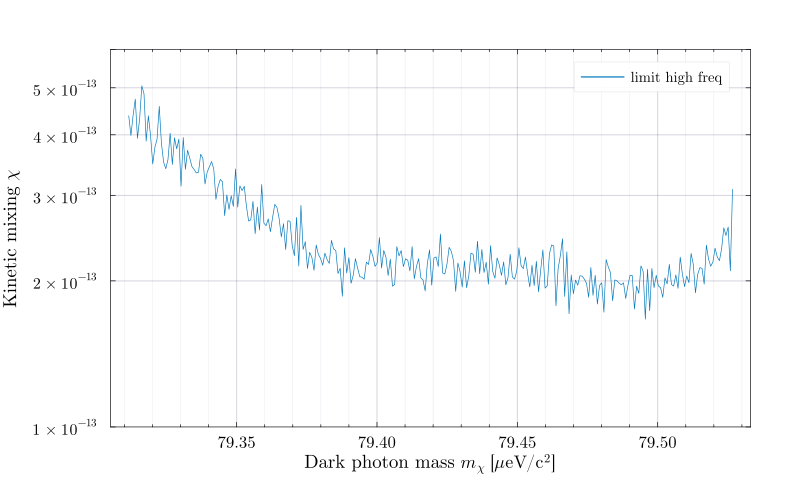 limit high freq
Kinetic mixing χ
5 × 10⁻¹³
4 × 10⁻¹³
3 × 10⁻¹³
2 × 10⁻¹³
1 × 10⁻¹³
79.35 79.40 79.45 79.50
Dark photon mass mᵪ [μeV/c²]